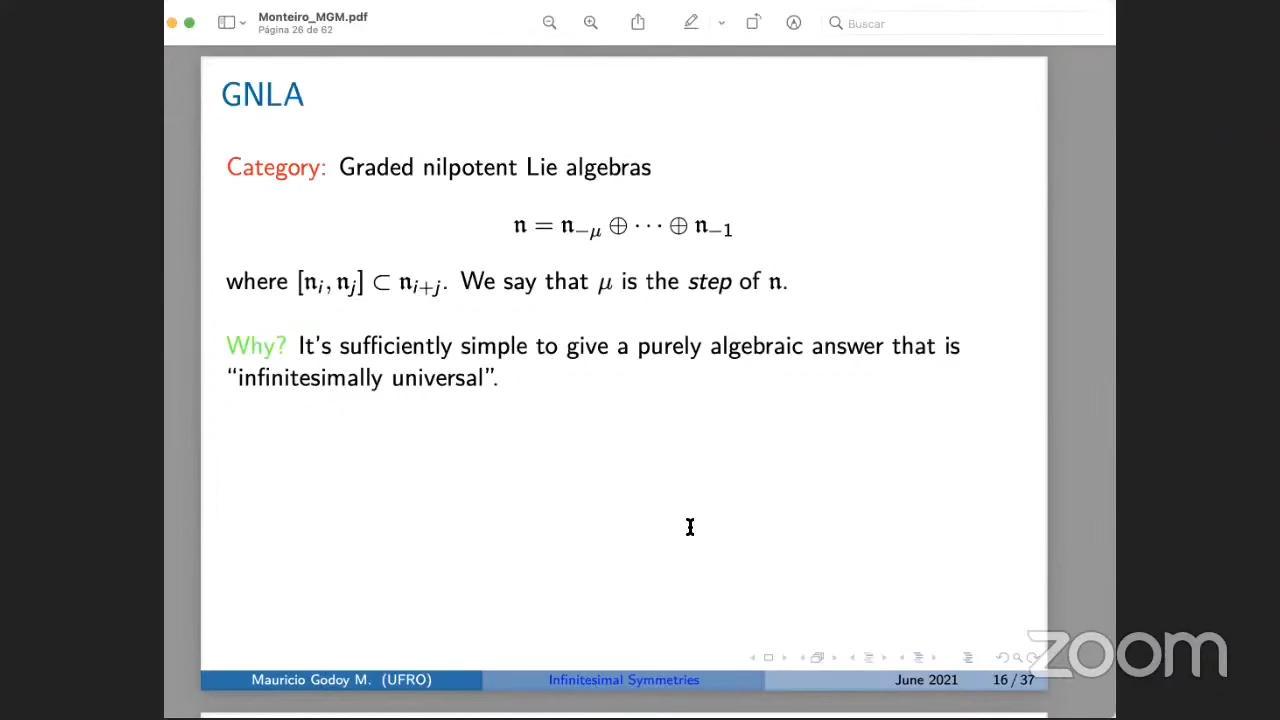 Monteiro_MGM.pdf
Página 26 de 62
Buscar
GNLA
Category: Graded nilpotent Lie algebras
𝔫 = 𝔫₋μ ⊕ ⋯ ⊕ 𝔫₋₁
where [𝔫ᵢ, 𝔫ⱼ] ⊂ 𝔫ᵢ₊ⱼ. We say that μ is the step of 𝔫.
Why? It's sufficiently simple to give a purely algebraic answer that is
“infinitesimally universal”.
zoom
Mauricio Godoy M. (UFRO) Infinitesimal Symmetries June 2021 16 / 37